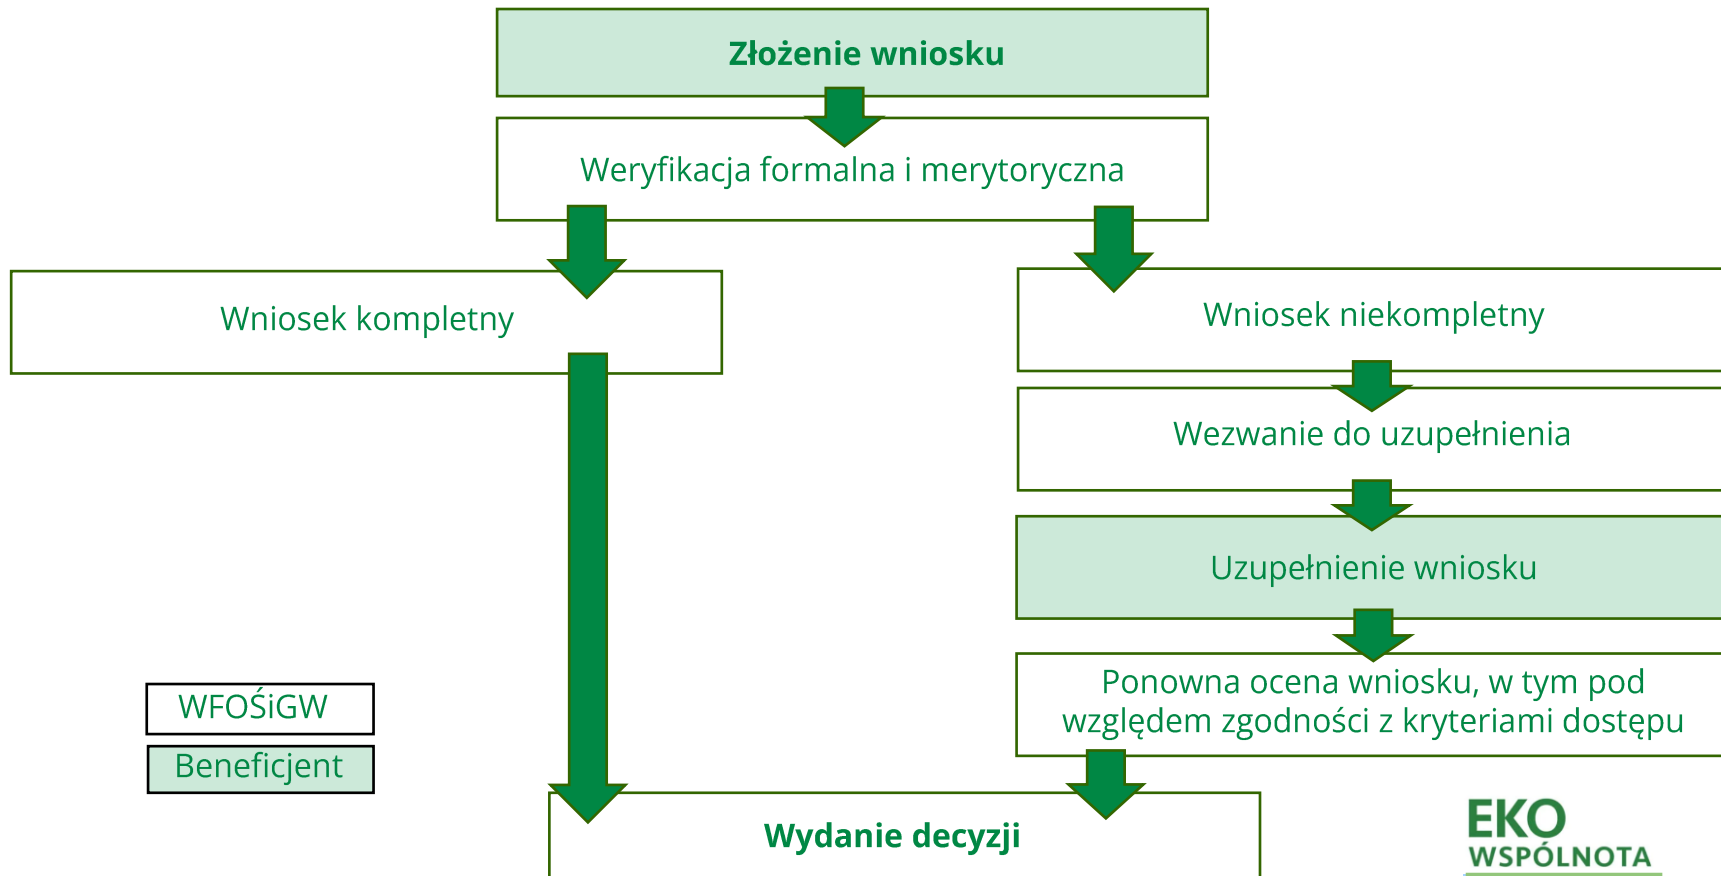 Złożenie wniosku
Weryfikacja formalna i merytoryczna
Wniosek kompletny
Wniosek niekompletny
Wezwanie do uzupełnienia
Uzupełnienie wniosku
Ponowna ocena wniosku, w tym pod
względem zgodności z kryteriami dostępu
WFOŚiGW
Beneficjent
Wydanie decyzji
EKO
WSPÓLNOTA